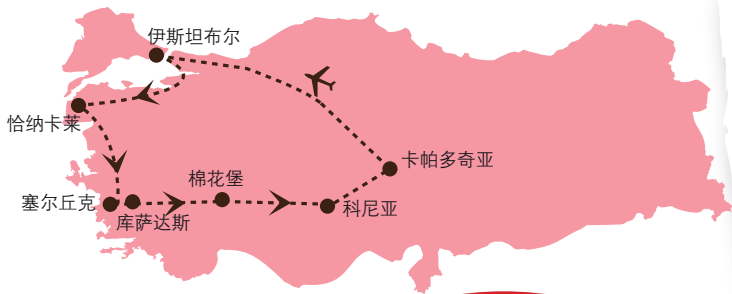 伊斯坦布尔
恰纳卡莱
卡帕多奇亚
棉花堡
塞尔丘克
库萨达斯
科尼亚